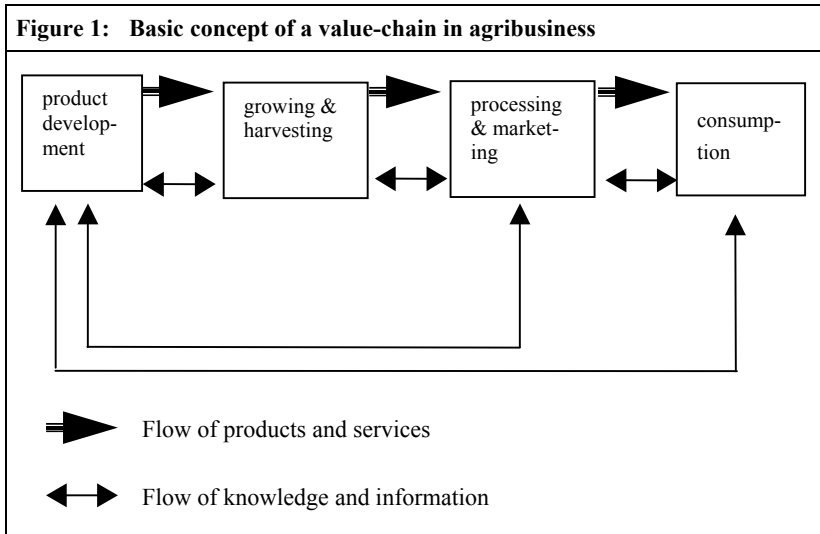 Figure 1: Basic concept of a value-chain in agribusiness
product
develop-
ment
growing &
harvesting
processing
& market-
ing
consump-
tion
Flow of products and services
Flow of knowledge and information